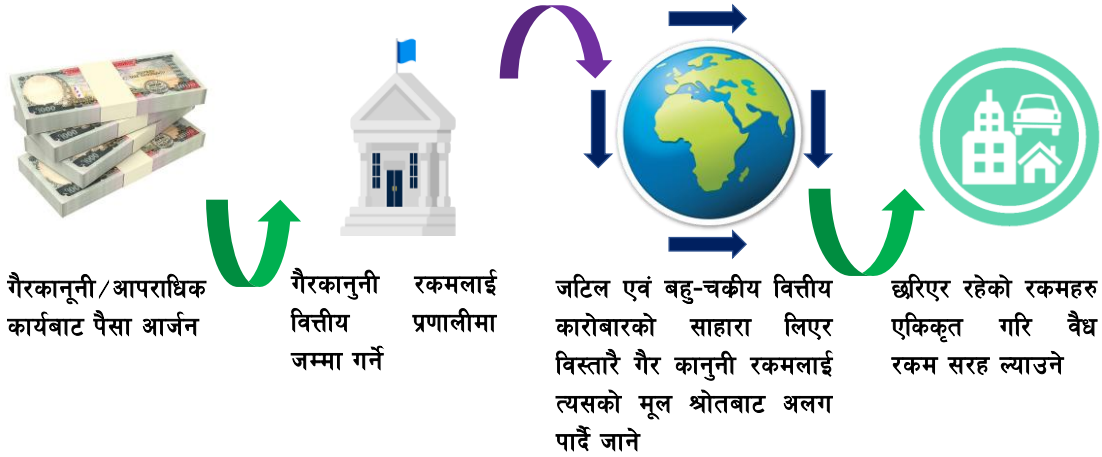 गैरकानूनी/आपराधिक
कार्यबाट पैसा आर्जन
गैरकानुनी रकमलाई
वित्तीय प्रणालीमा
जम्मा गर्ने
जटिल एवं बहु-चक्रीय वित्तीय
कारोबारको साहारा लिएर
विस्तारै गैर कानुनी रकमलाई
त्यसको मूल श्रोतबाट अलग
पार्दै जाने
छरिएर रहेको रकमहरु
एकिकृत गरि वैध
रकम सरह ल्याउने